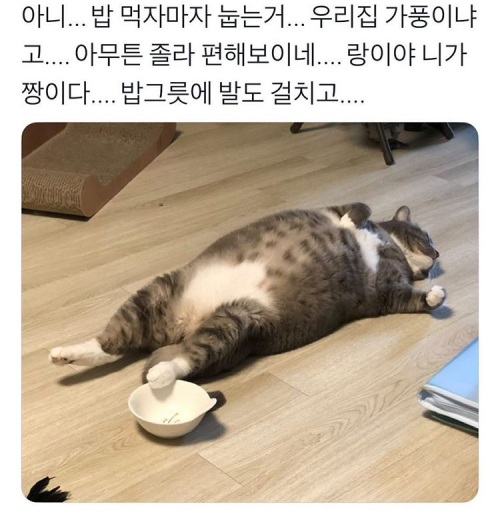 아니... 밥 먹자마자 눕는거... 우리집 가풍이냐
고.... 아무튼 졸라 편해보이네.... 랑이야 니가
짱이다.... 밥그릇에 발도 걸치고....